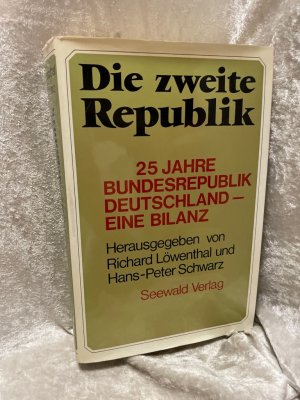 Die zweite
Republik
25 JAHRE
BUNDESREPUBLIK
DEUTSCHLAND –
EINE BILANZ
Herausgegeben von
Richard Löwenthal und
Hans-Peter Schwarz
Seewald Verlag